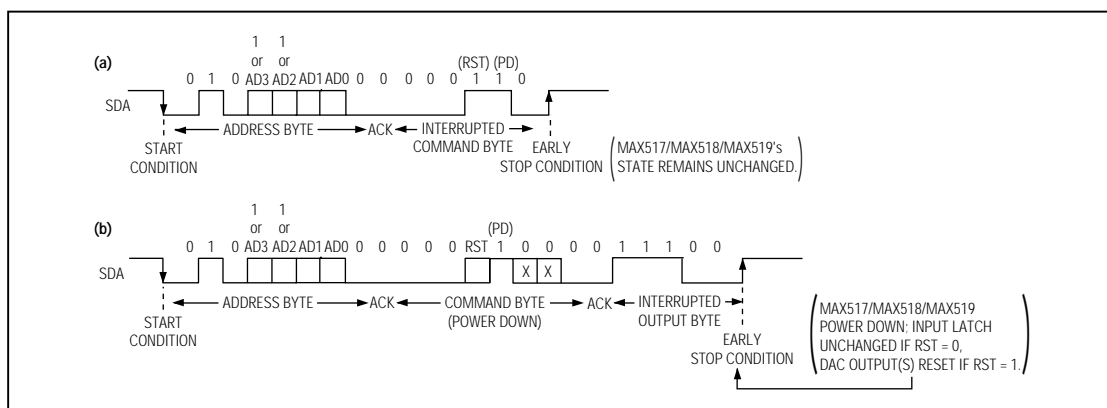 (a)
1 1
or or
(RST) (PD)
0 1 0 AD3 AD2 AD1 AD0 0 0 0 0 0 1 1 0
SDA
ADDRESS BYTE ACK INTERRUPTED
COMMAND BYTE
START
CONDITION
EARLY
STOP CONDITION
MAX517/MAX518/MAX519's
STATE REMAINS UNCHANGED.
(b)
1 1
or or
(PD)
0 1 0 AD3 AD2 AD1 AD0 0 0 0 0 0 RST 1 0 0 0 0 1 1 1 0 0
SDA
X X
ADDRESS BYTE ACK COMMAND BYTE ACK INTERRUPTED
(POWER DOWN) OUTPUT BYTE
START
CONDITION
EARLY
STOP CONDITION
MAX517/MAX518/MAX519
POWER DOWN; INPUT LATCH
UNCHANGED IF RST = 0,
DAC OUTPUT(S) RESET IF RST = 1.